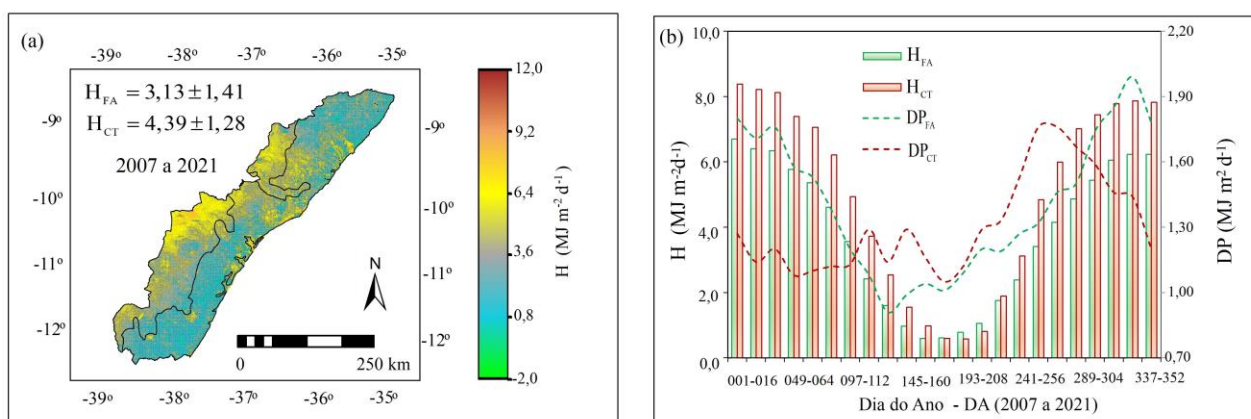 (a)
-39º -38º -37º -36º -35º
H_FA = 3,13 ± 1,41
H_CT = 4,39 ± 1,28
2007 a 2021
-9º
-10º
-11º
-12º
-9º
-10º
-11º
-12º
N
0 250 km
-39º -38º -37º -36º -35º
12,0
9,2
6,4
3,6
0,8
-2,0
H (MJ m⁻² d⁻¹)
(b)
10,0
8,0
6,0
4,0
2,0
0,0
H (MJ m⁻²d⁻¹)
H_FA
H_CT
DP_FA
DP_CT
2,20
1,90
1,60
1,30
1,00
0,70
DP (MJ m⁻² d⁻¹)
001-016 049-064 097-112 145-160 193-208 241-256 289-304 337-352
Dia do Ano - DA (2007 a 2021)